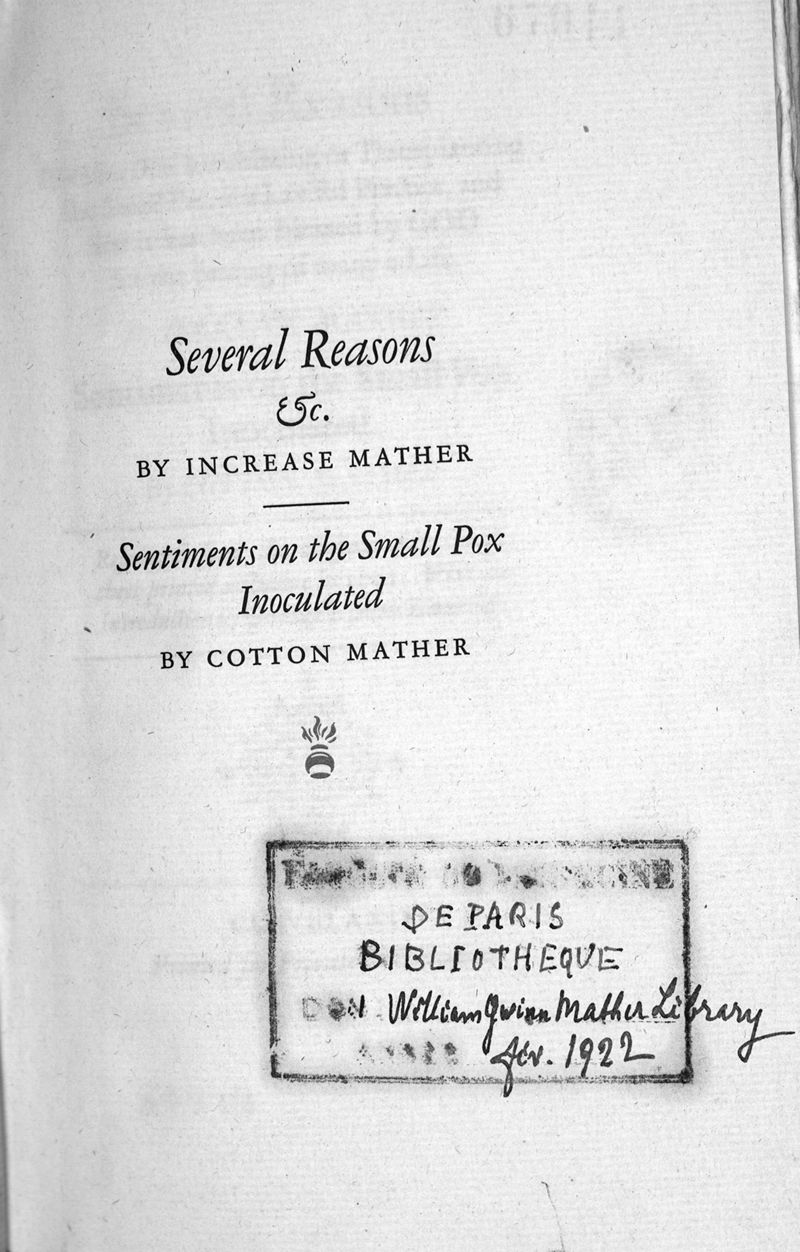 Several Reasons
&c.
BY INCREASE MATHER
Sentiments on the Small Pox
Inoculated
BY COTTON MATHER
DE PARIS
BIBLIOTHEQUE
DON William Gwinn Mather Library
fév. 1922